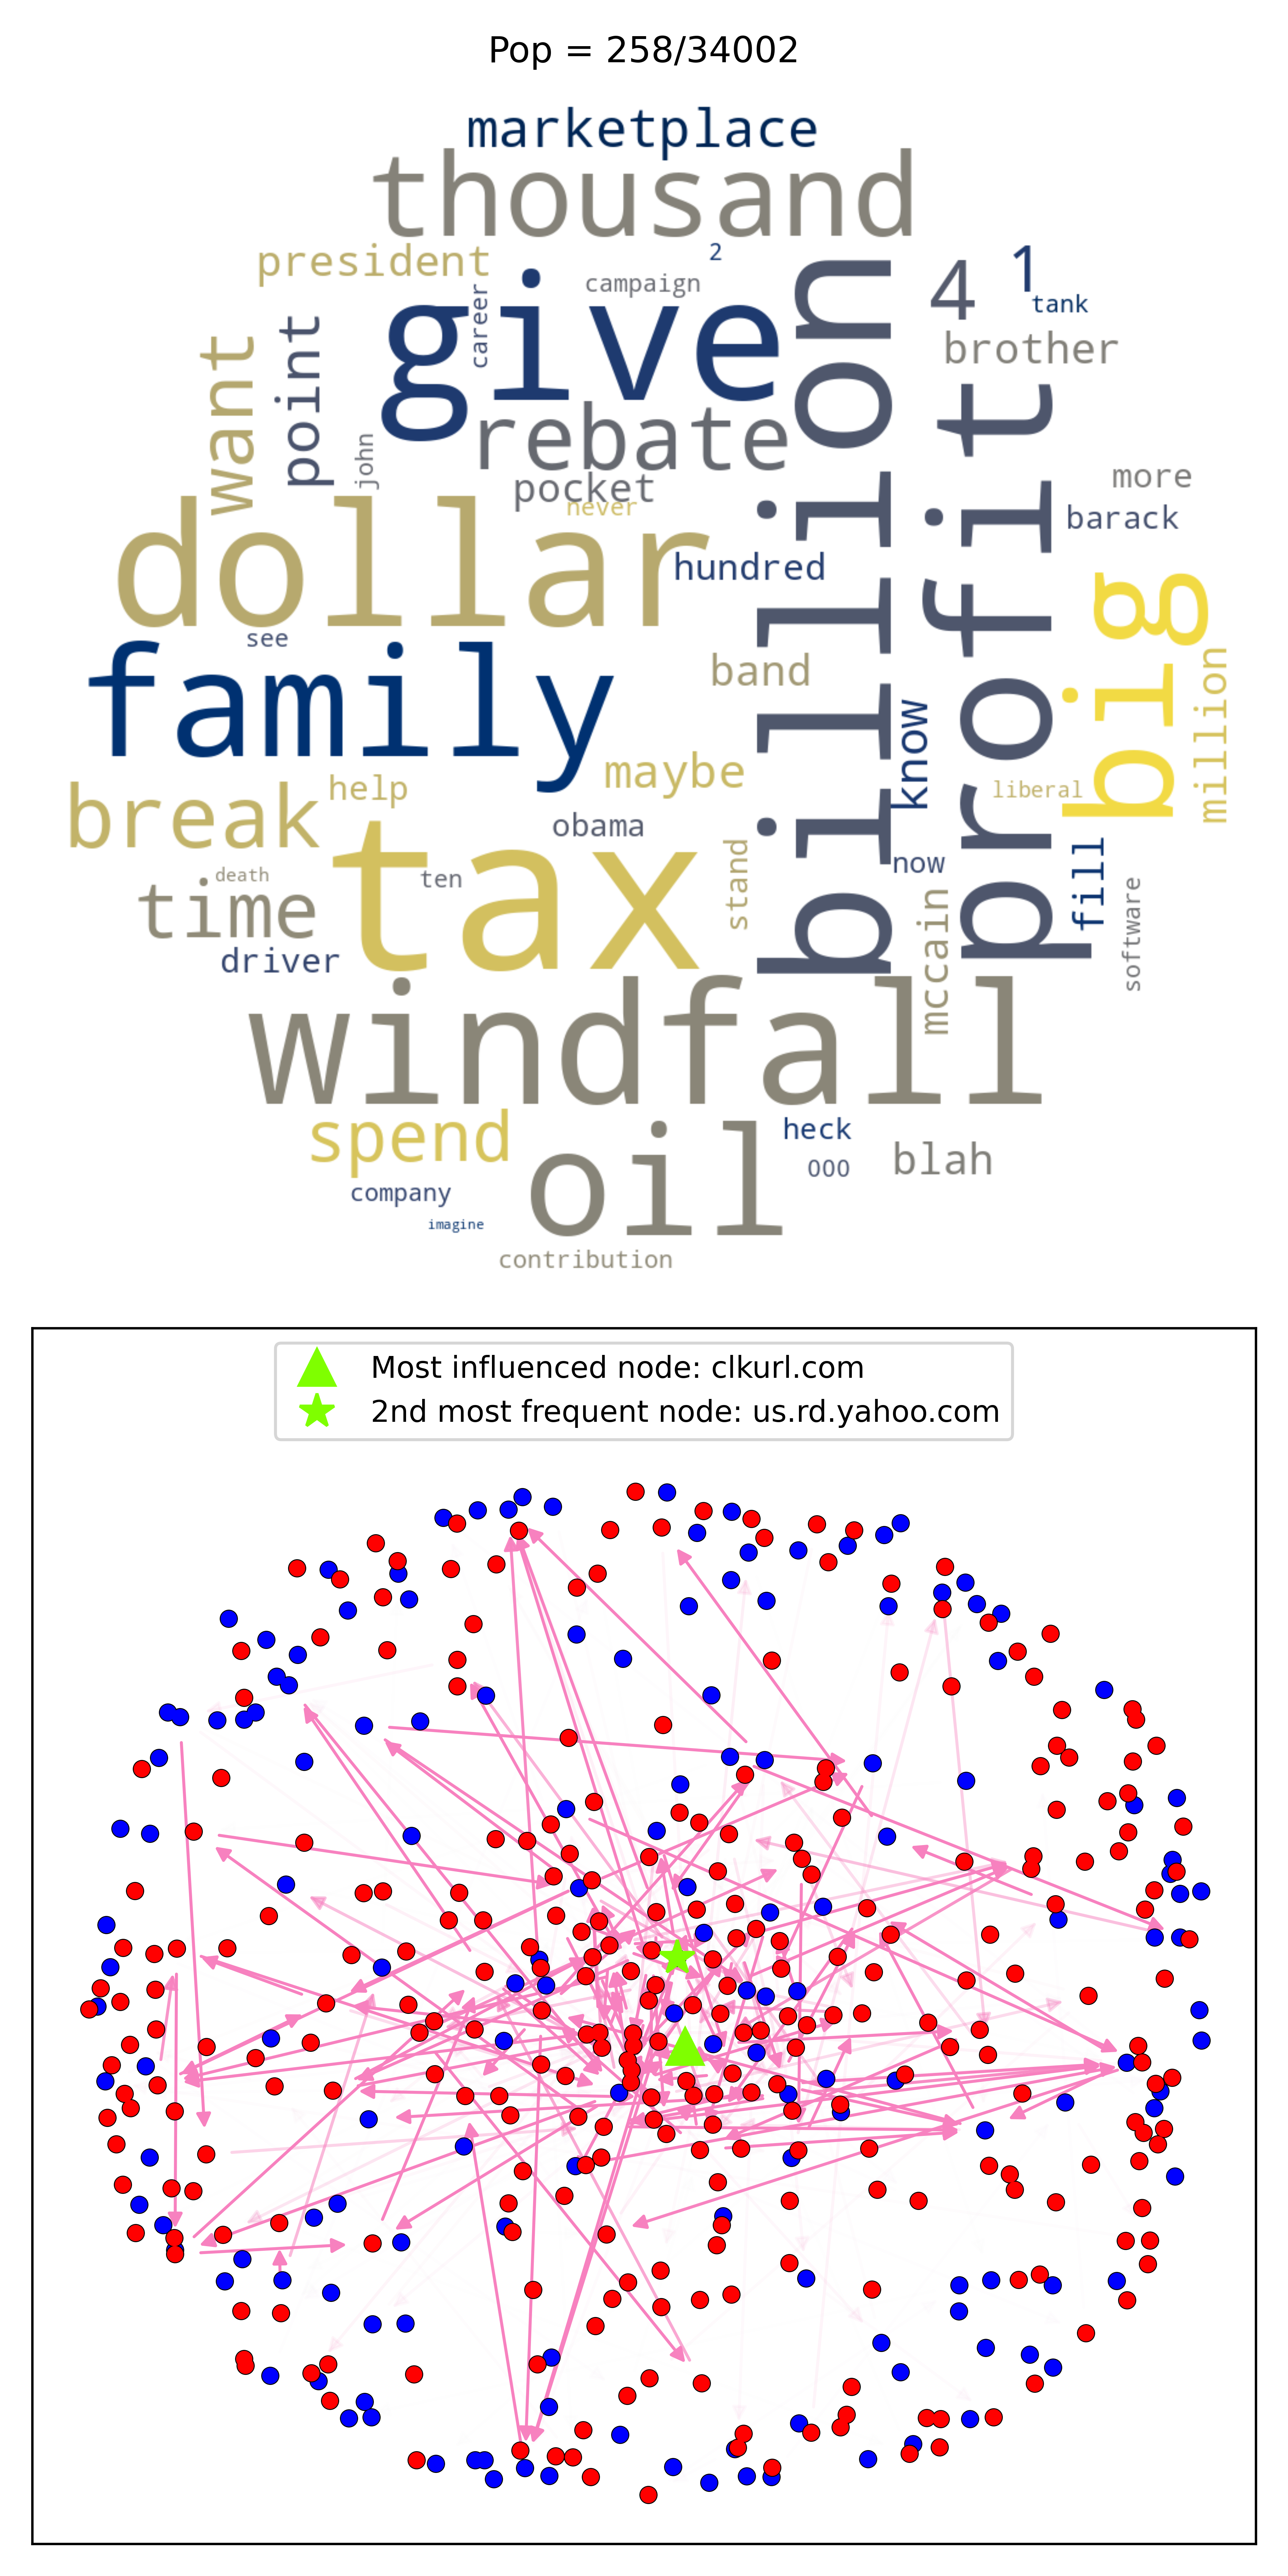 Pop = 258/34002
marketplace
thousand
president
2
campaign
career
give
4
1
tank
brother
want
point
john
rebate
pocket
never
billion
profit
more
barack
dollar
hundred
see
family
band
big
million
know
liberal
maybe
help
break
obama
tax
ten
death
time
driver
stand
now
mccain
fill
software
windfall
spend
oil
heck
000
blah
company
imagine
contribution
Most influenced node: clkurl.com
2nd most frequent node: us.rd.yahoo.com